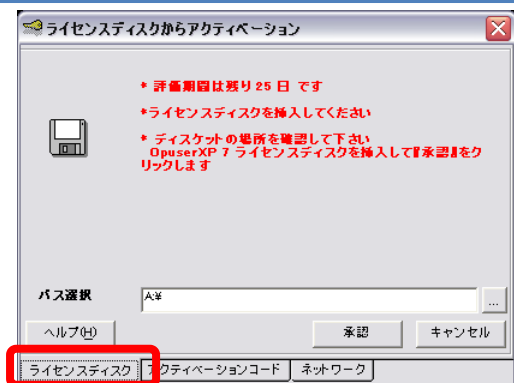 ライセンスディスクからアクティベーション
* 評価期間は残り25 日 です
*ライセンスディスクを挿入してください
* ディスケットの場所を確認して下さい
OpuserXP 7 ライセンスディスクを挿入して『承認』をク
リックします
パス選択
A:¥
...
ヘルプ(H)
承認
キャンセル
ライセンスディスク
アクティベーションコード
ネットワーク